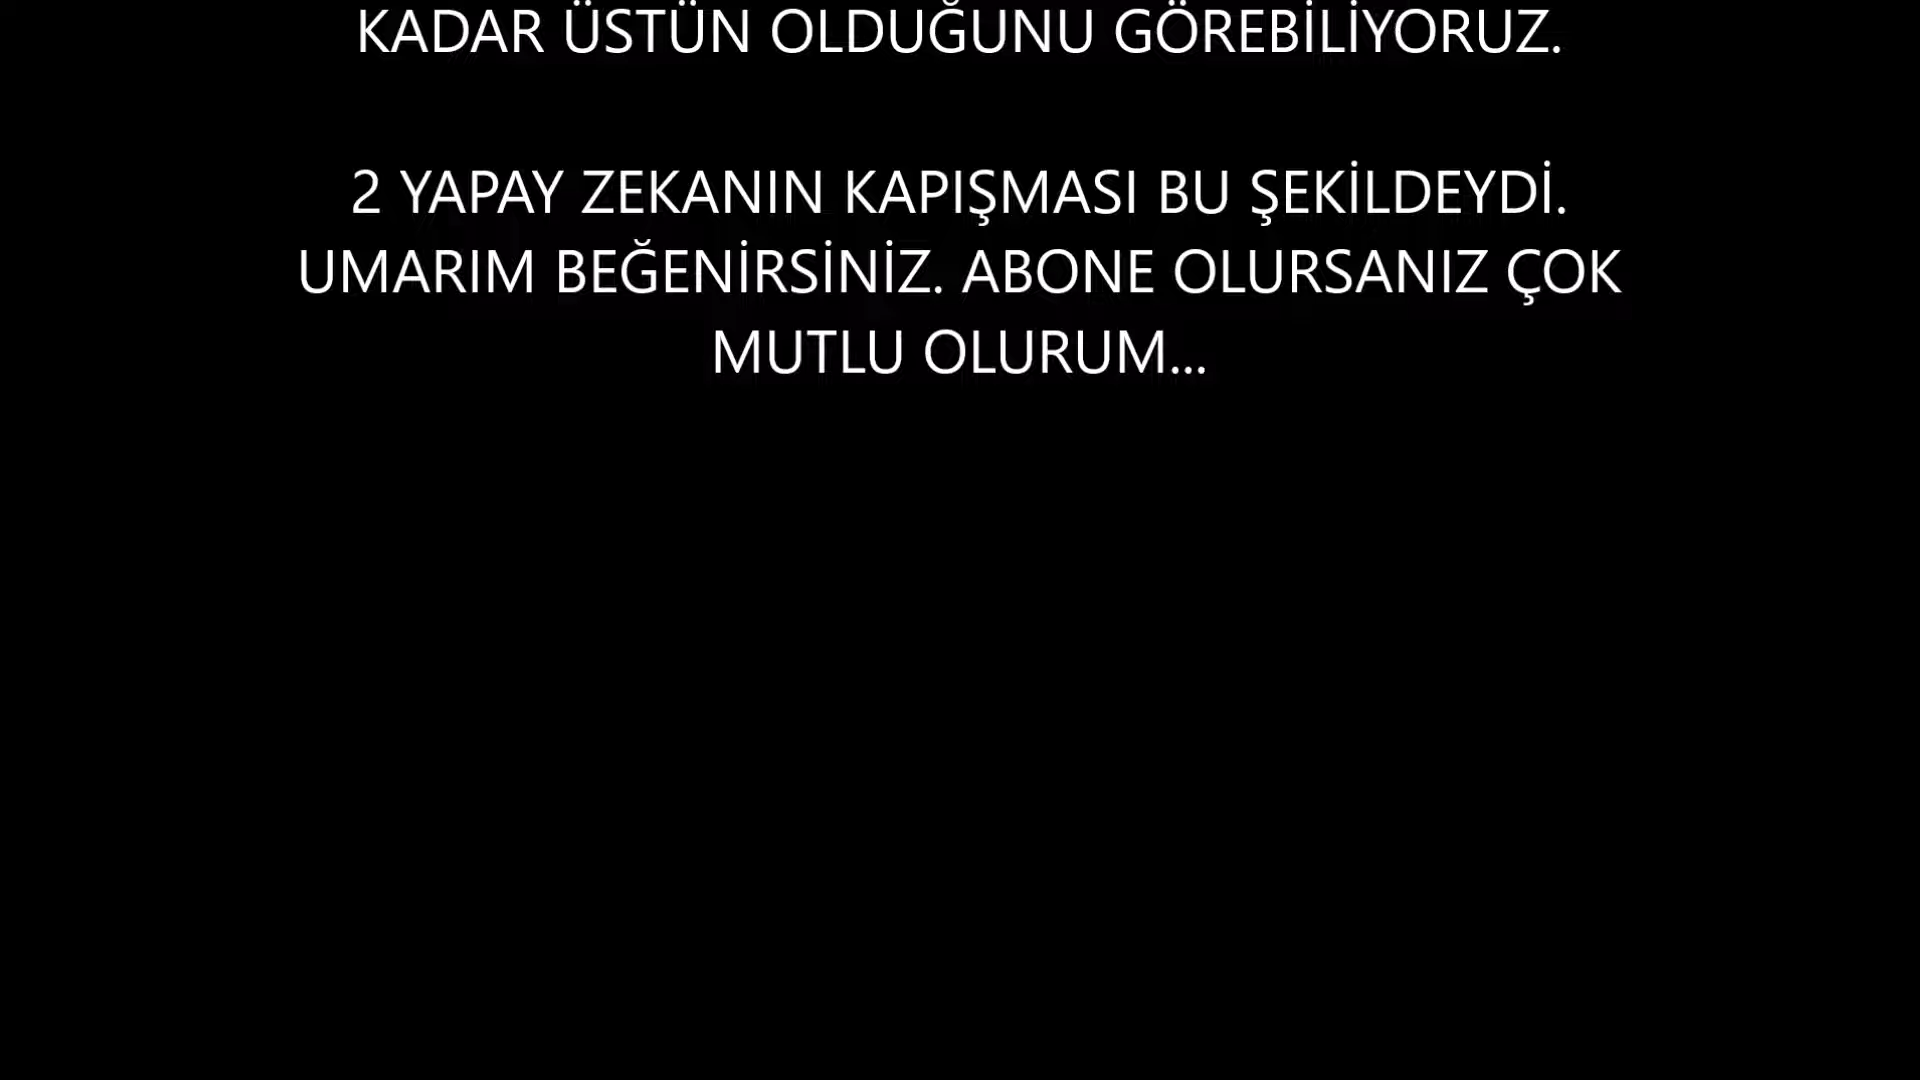 KADAR ÜSTÜN OLDUĞUNU GÖREBİLİYORUZ.
2 YAPAY ZEKANIN KAPIŞMASI BU ŞEKİLDEYDİ.
UMARIM BEĞENİRSİNİZ. ABONE OLURSANIZ ÇOK
MUTLU OLURUM...